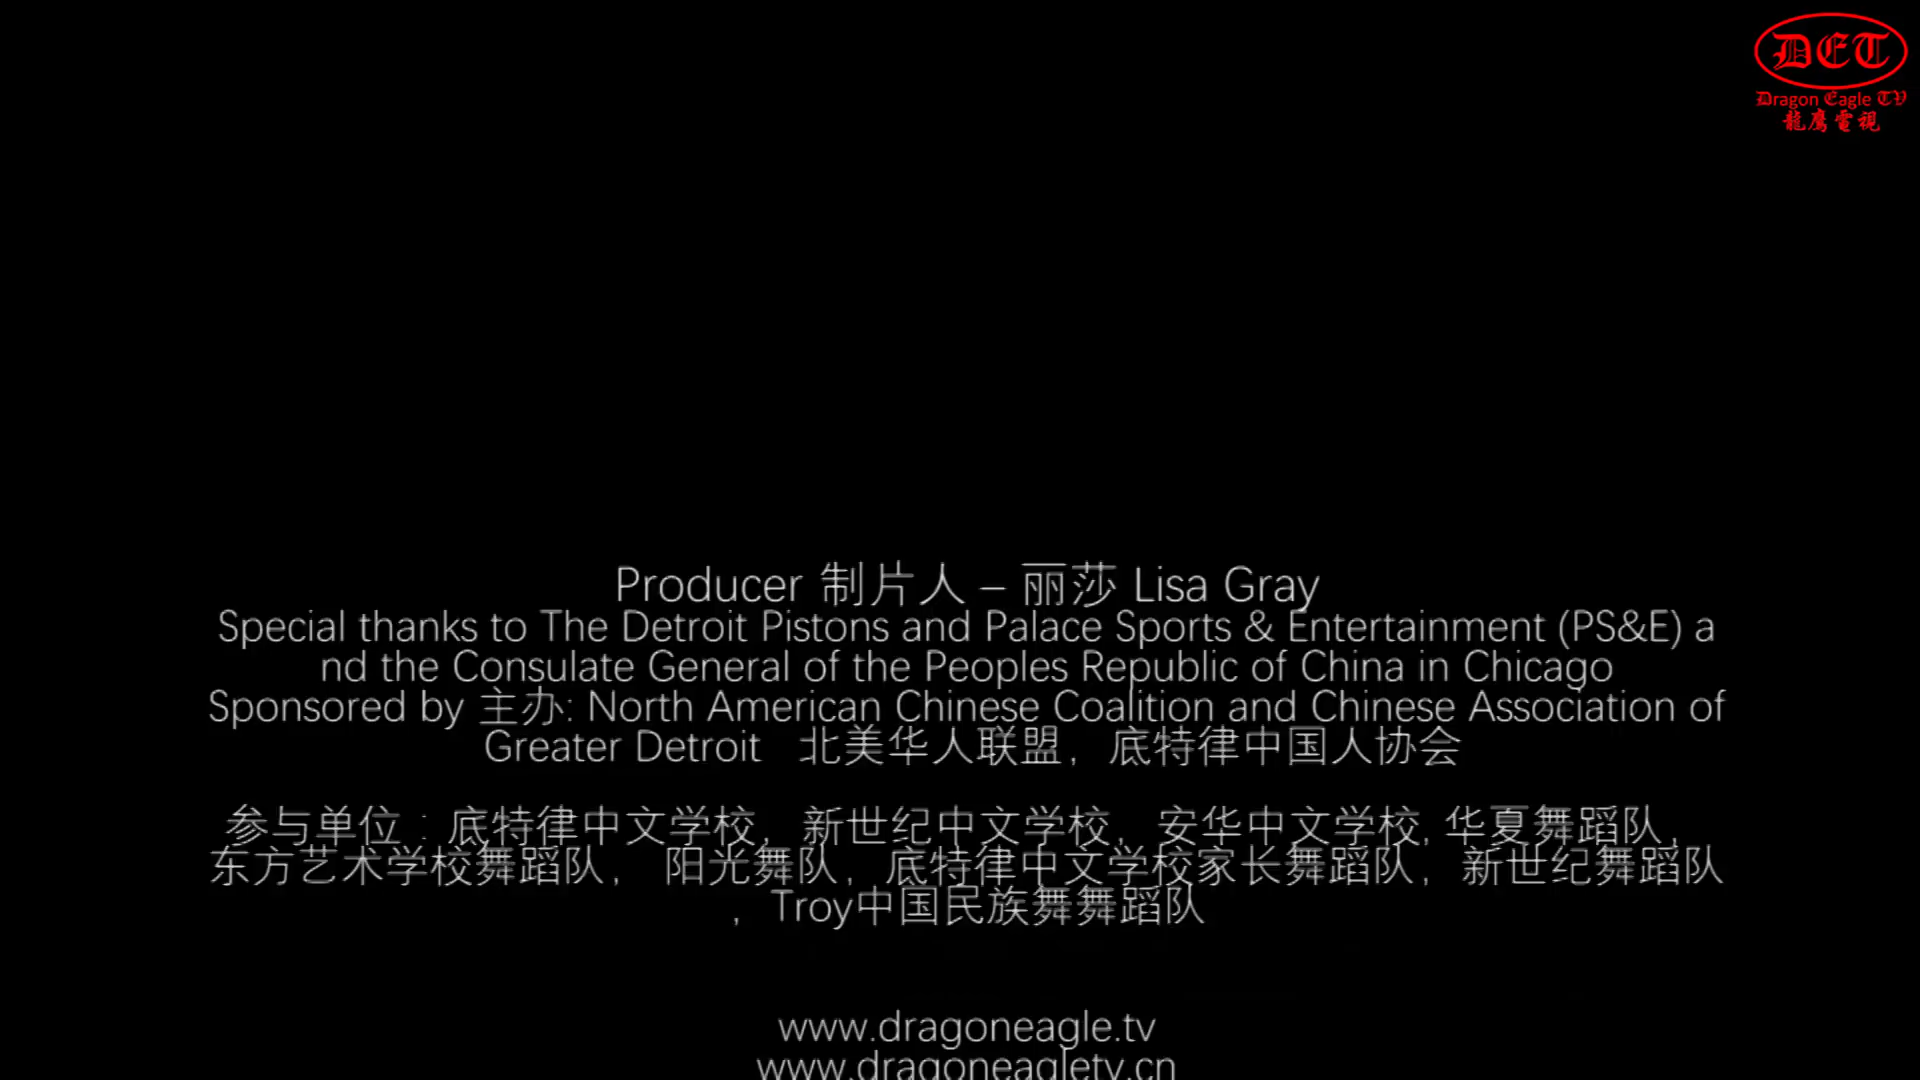 DET
Dragon Eagle TV
龍鹰電視
Producer 制片人 – 丽莎 Lisa Gray
Special thanks to The Detroit Pistons and Palace Sports & Entertainment (PS&E) a
nd the Consulate General of the Peoples Republic of China in Chicago
Sponsored by 主办: North American Chinese Coalition and Chinese Association of
Greater Detroit 北美华人联盟，底特律中国人协会
参与单位：底特律中文学校，新世纪中文学校，安华中文学校, 华夏舞蹈队，
东方艺术学校舞蹈队， 阳光舞队，底特律中文学校家长舞蹈队，新世纪舞蹈队
，Troy中国民族舞舞蹈队
www.dragoneagle.tv
www.dragoneagletv.cn